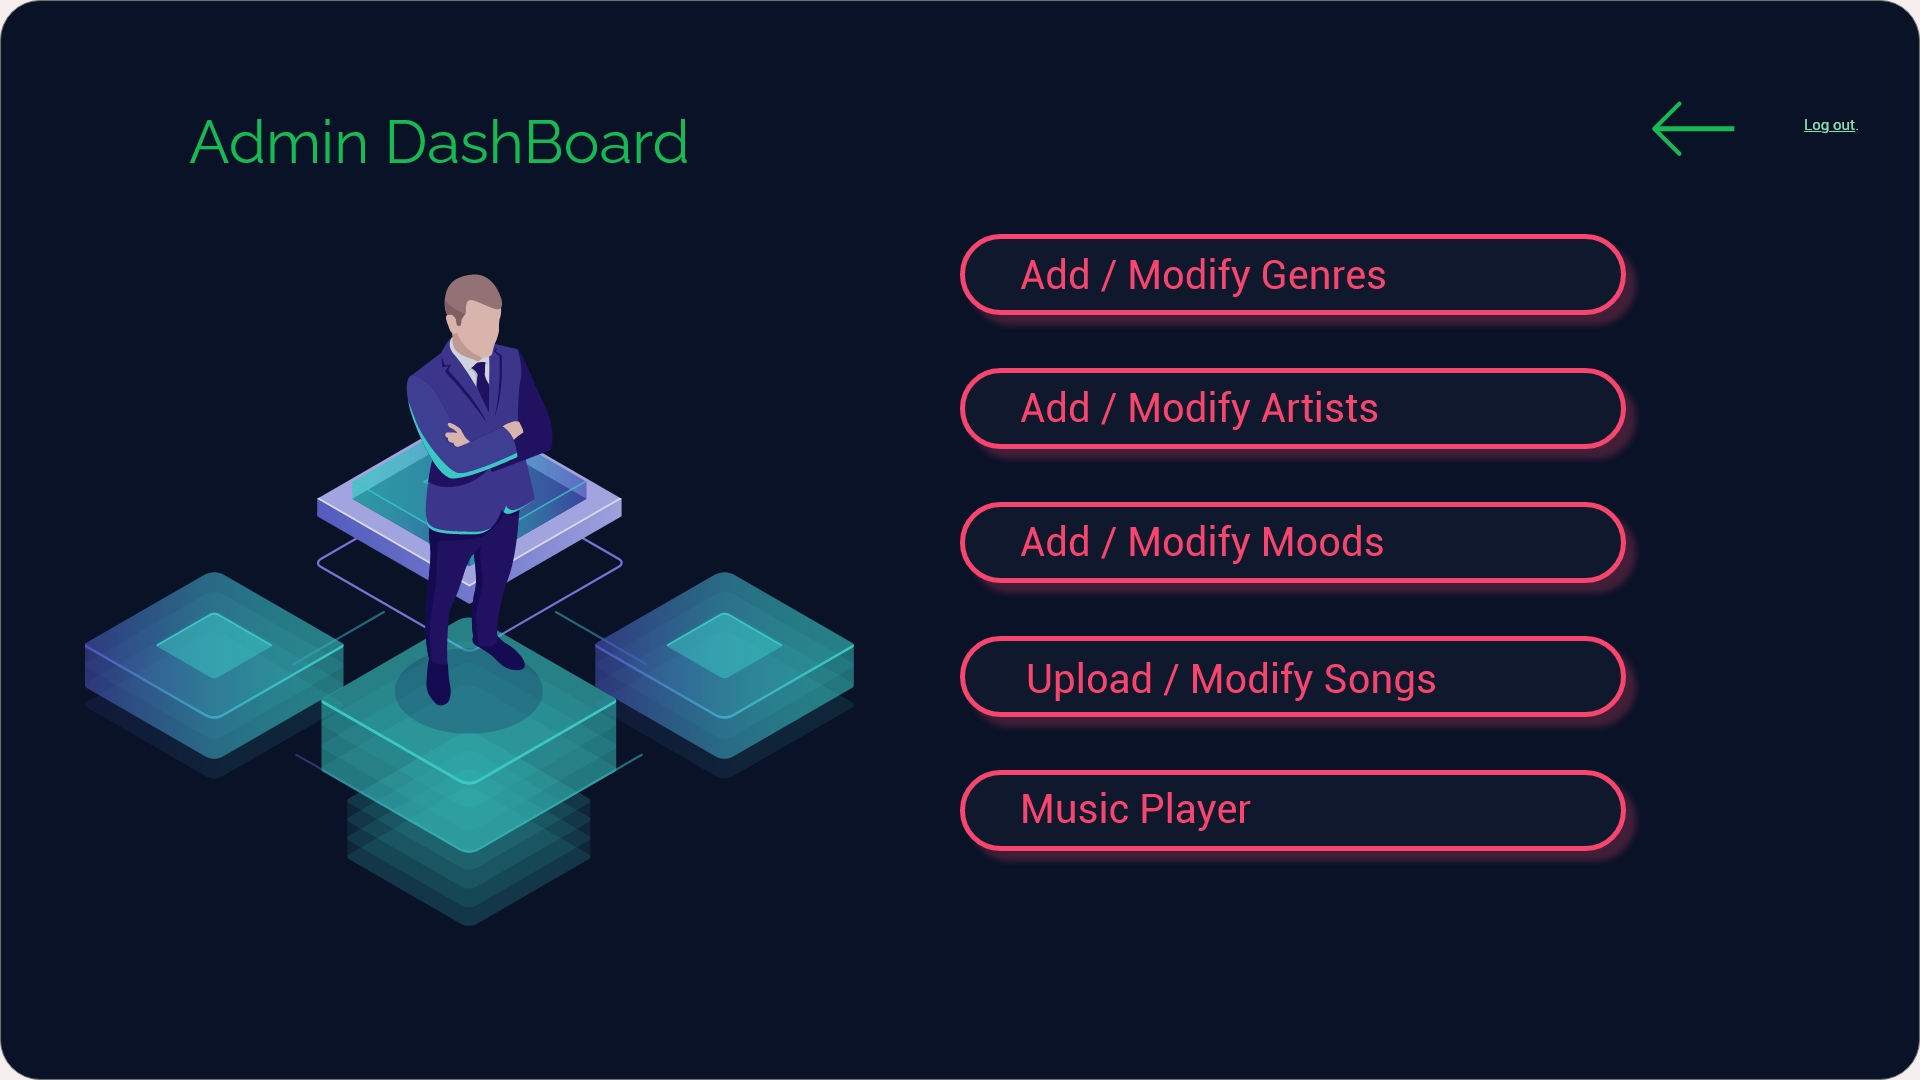 Admin DashBoard
Log out.
Add / Modify Genres
Add / Modify Artists
Add / Modify Moods
Upload / Modify Songs
Music Player